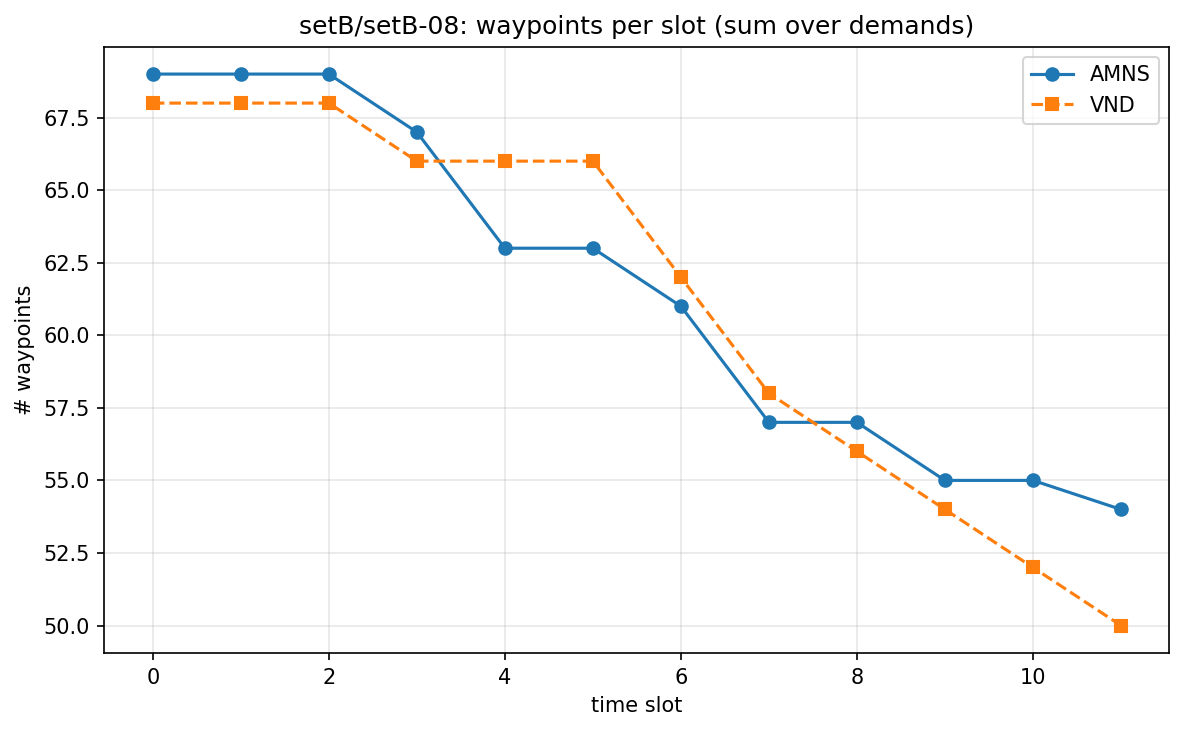 setB/setB-08: waypoints per slot (sum over demands)
AMNS
VND
# waypoints
67.5
65.0
62.5
60.0
57.5
55.0
52.5
50.0
0 2 4 6 8 10
time slot